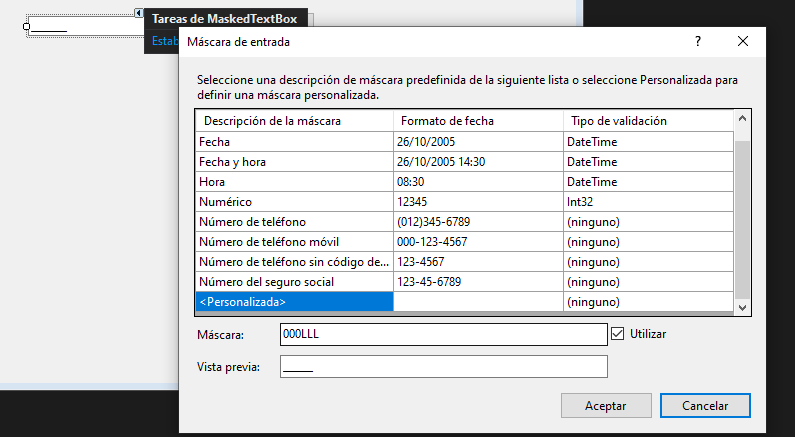 Tareas de MaskedTextBox
______
Estab
Máscara de entrada
Seleccione una descripción de máscara predefinida de la siguiente lista o seleccione Personalizada para
definir una máscara personalizada.
Descripción de la máscara Formato de fecha Tipo de validación
Fecha 26/10/2005 DateTime
Fecha y hora 26/10/2005 14:30 DateTime
Hora 08:30 DateTime
Numérico 12345 Int32
Número de teléfono (012)345-6789 (ninguno)
Número de teléfono móvil 000-123-4567 (ninguno)
Número de teléfono sin código de... 123-4567 (ninguno)
Número del seguro social 123-45-6789 (ninguno)
<Personalizada> (ninguno)
Máscara: 000LLL Utilizar
Vista previa: ______
Aceptar Cancelar